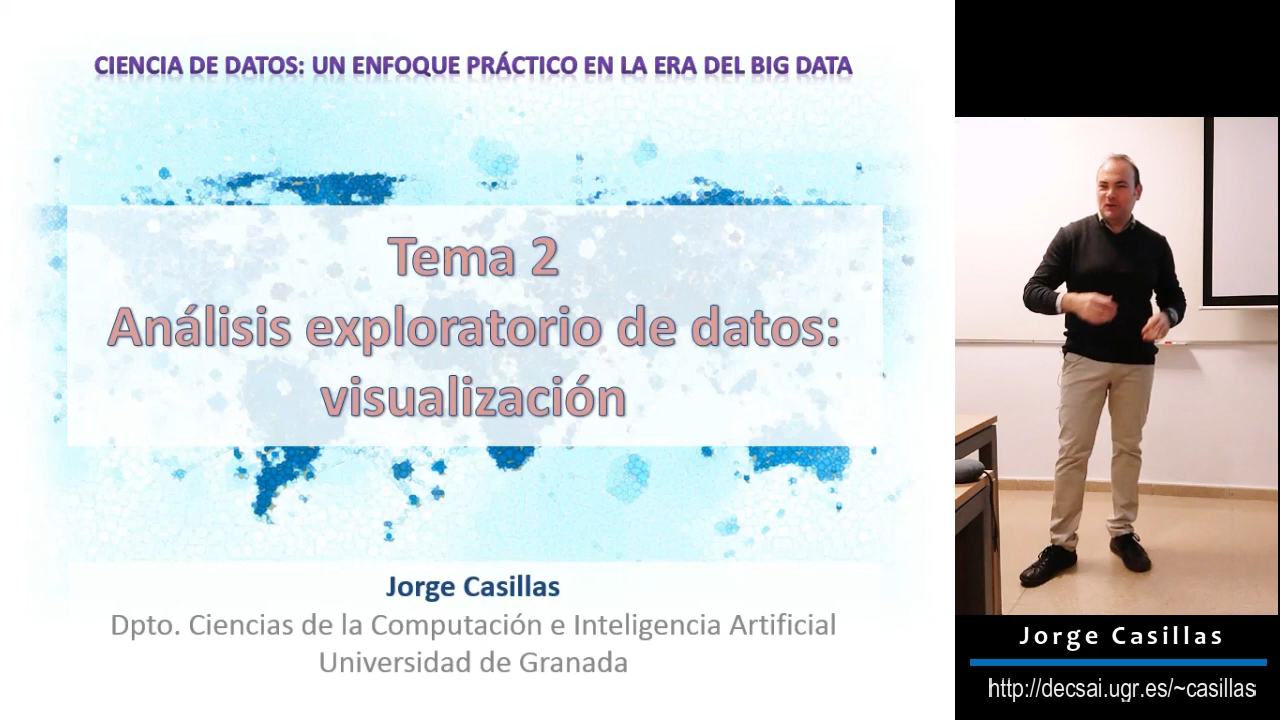 CIENCIA DE DATOS: UN ENFOQUE PRÁCTICO EN LA ERA DEL BIG DATA
Tema 2
Análisis exploratorio de datos:
visualización
Jorge Casillas
Dpto. Ciencias de la Computación e Inteligencia Artificial
Universidad de Granada
Jorge Casillas
http://decsai.ugr.es/~casillas